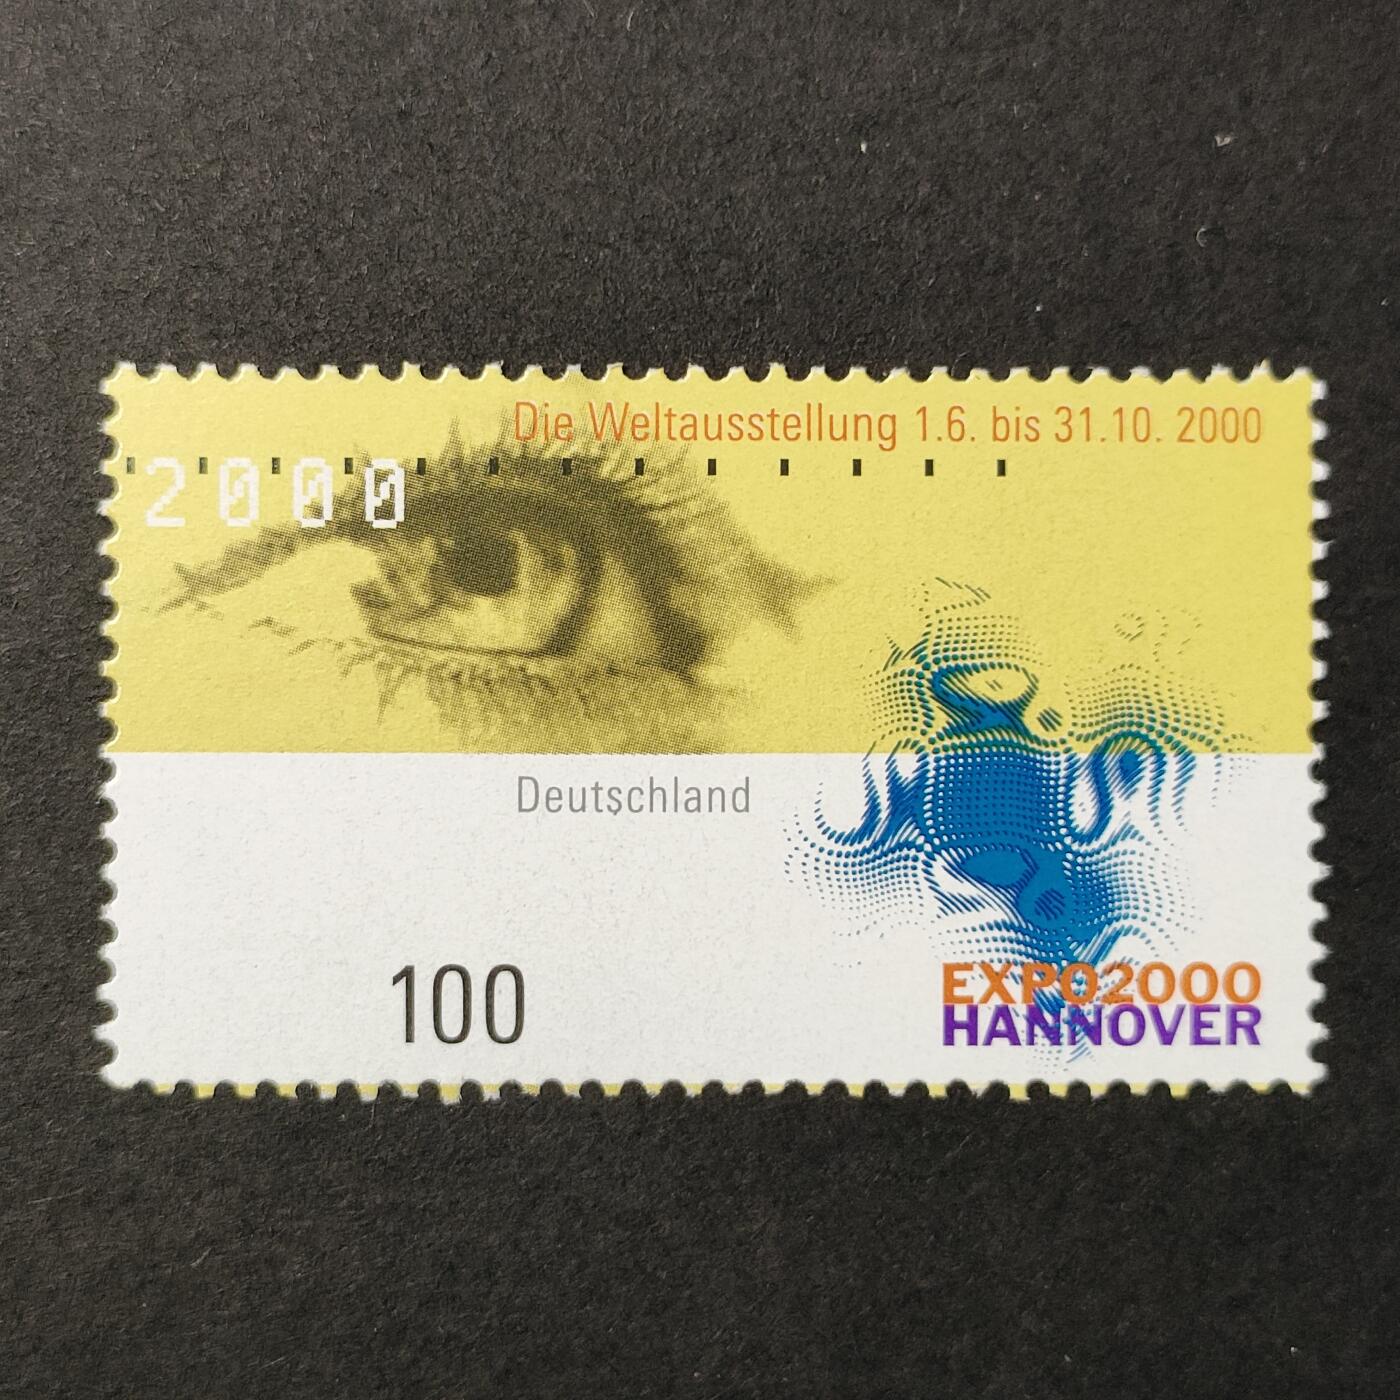 Die Weltausstellung 1.6. bis 31.10. 2000
2000
Deutschland
100
EXPO2000
HANNOVER